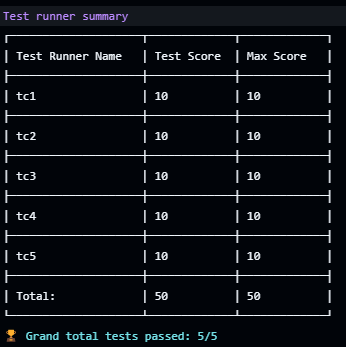 Test runner summary
Test Runner Name Test Score Max Score
tc1 10 10
tc2 10 10
tc3 10 10
tc4 10 10
tc5 10 10
Total: 50 50
🏆 Grand total tests passed: 5/5